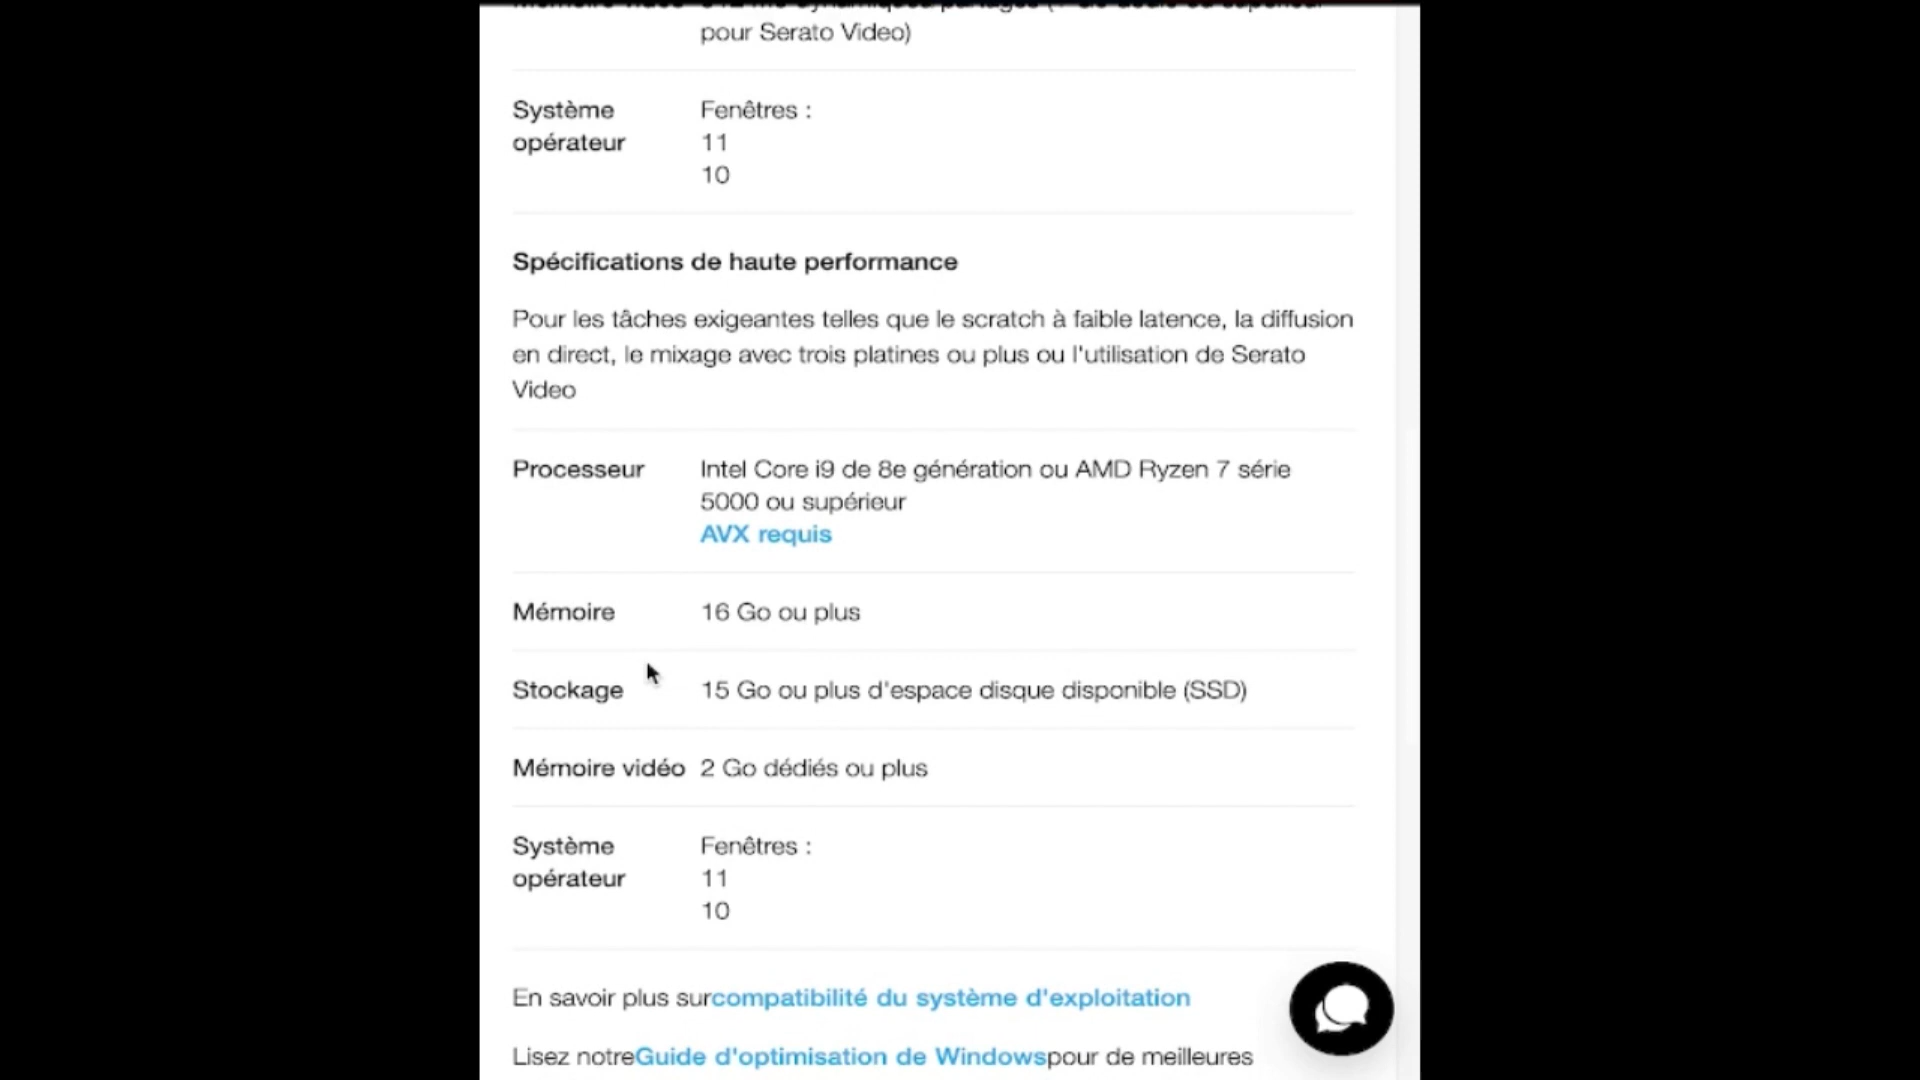 pour Serato Video)
Système
opérateur
Fenêtres :
11
10
Spécifications de haute performance
Pour les tâches exigeantes telles que le scratch à faible latence, la diffusion
en direct, le mixage avec trois platines ou plus ou l'utilisation de Serato
Video
Processeur
Intel Core i9 de 8e génération ou AMD Ryzen 7 série
5000 ou supérieur
AVX requis
Mémoire
16 Go ou plus
Stockage
15 Go ou plus d'espace disque disponible (SSD)
Mémoire vidéo
2 Go dédiés ou plus
Système
opérateur
Fenêtres :
11
10
En savoir plus surcompatibilité du système d'exploitation
Lisez notreGuide d'optimisation de Windowspour de meilleures